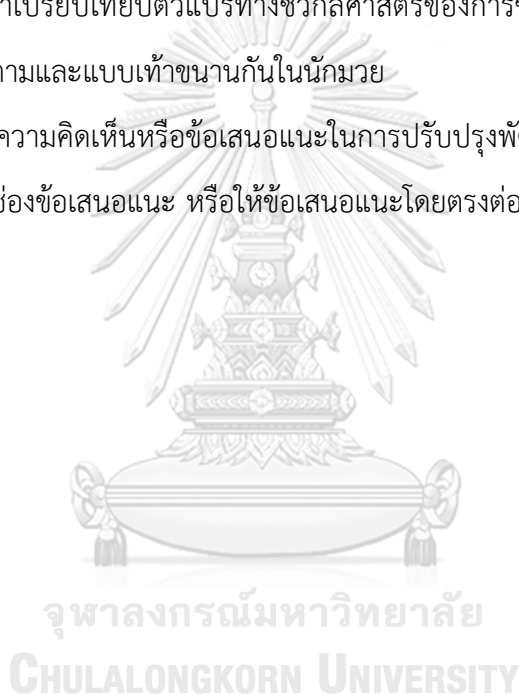 าเปรียบเทียบตัวแปรทางชีวกลศาสตร์ของการช
ตามและแบบเท้าขนานกันในนักมวย
ความคิดเห็นหรือข้อเสนอแนะในการปรับปรุงพัต
ช่องข้อเสนอแนะ หรือให้ข้อเสนอแนะโดยตรงต่อ
จุฬาลงกรณ์มหาวิทยาลัย
CHULALONGKORN UNIVERSITY